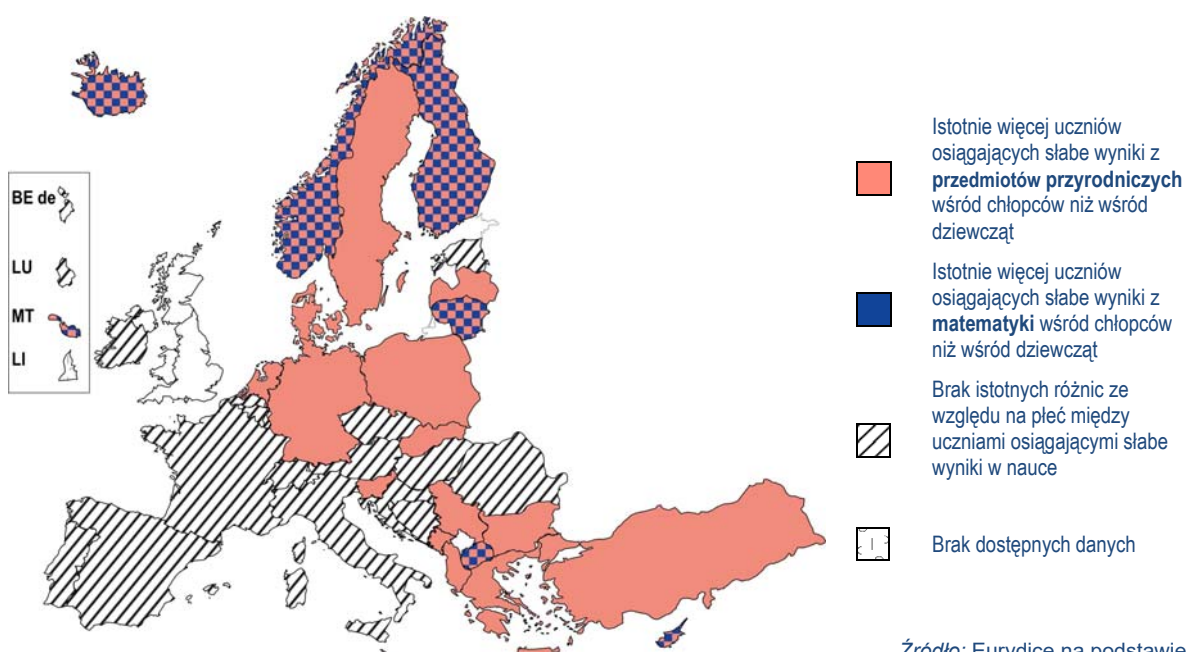 BE de
LU
MT
LI
Istotnie więcej uczniów
osiągających słabe wyniki z
przedmiotów przyrodniczych
wśród chłopców niż wśród
dziewcząt
Istotnie więcej uczniów
osiągających słabe wyniki z
matematyki wśród chłopców
niż wśród dziewcząt
Brak istotnych różnic ze
względu na płeć między
uczniami osiągającymi słabe
wyniki w nauce
Brak dostępnych danych
Źródło: Eurydice na podstawie